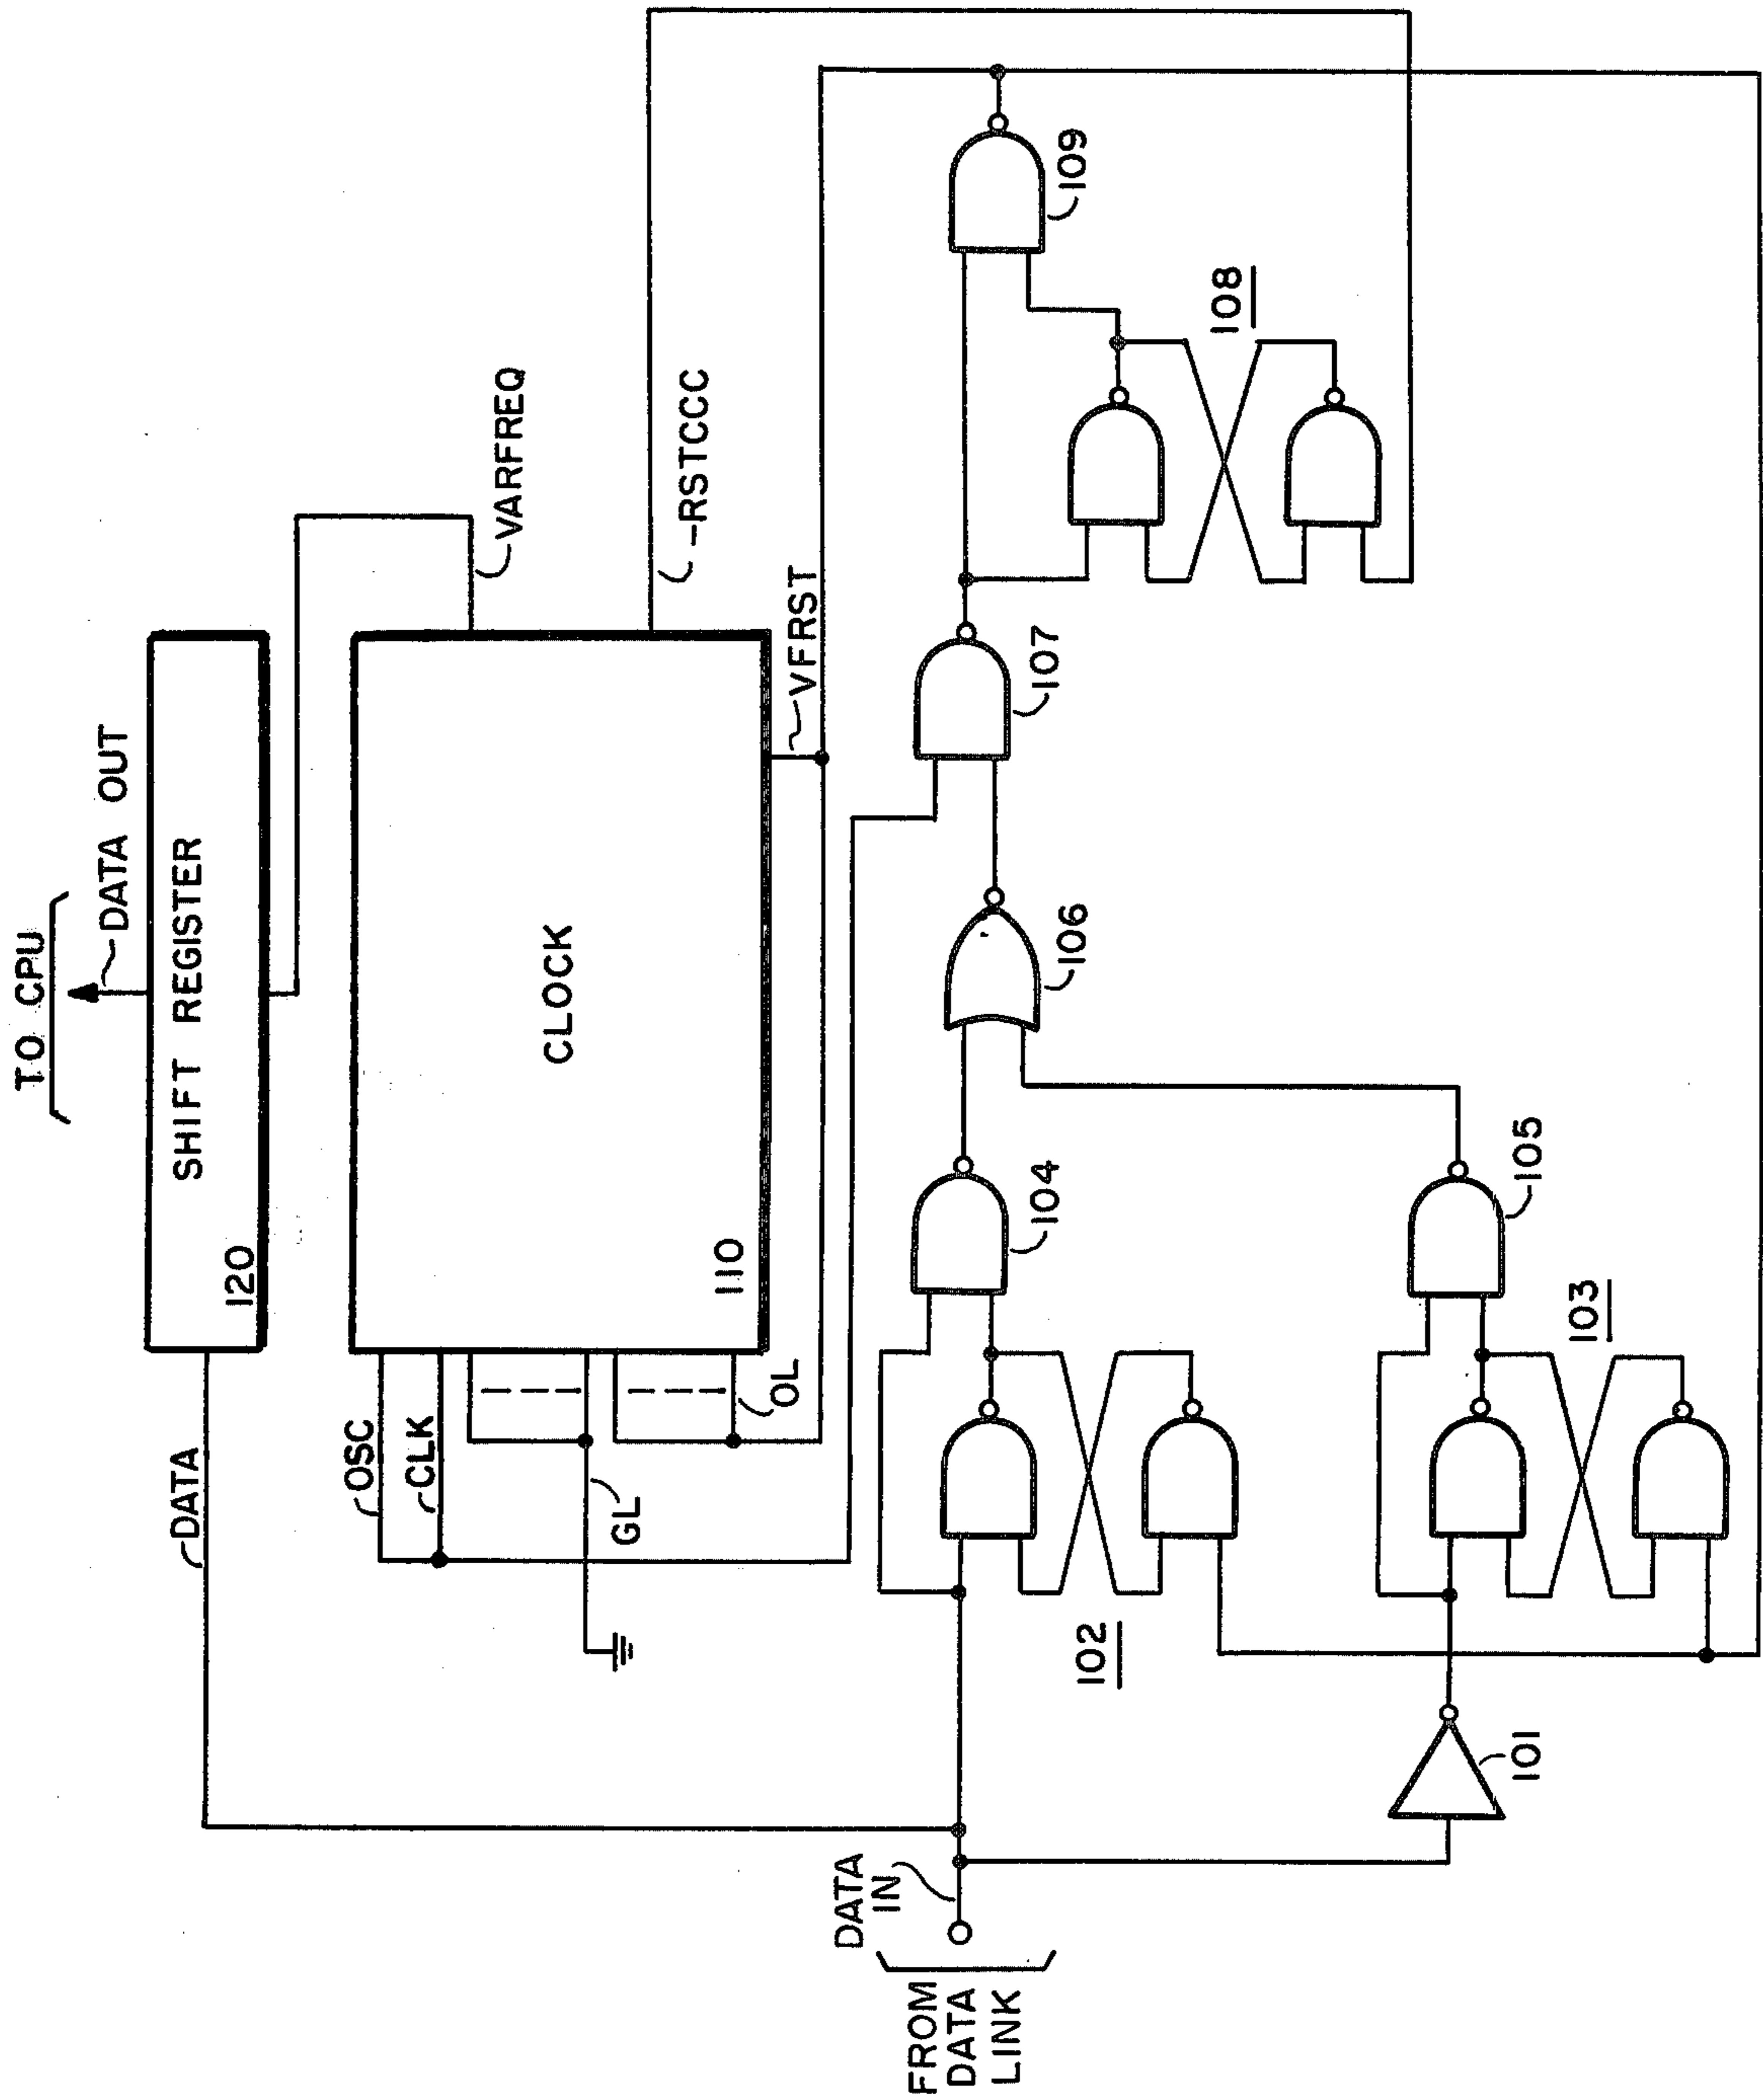 TO CPU
DATA OUT
SHIFT REGISTER
120
DATA
VARFREQ
OSC
CLK
CLOCK
110
-RSTCCC
GL
OL
VFRST
FROM
DATA
LINK
DATA
IN
101
102
103
104
105
106
107
108
109